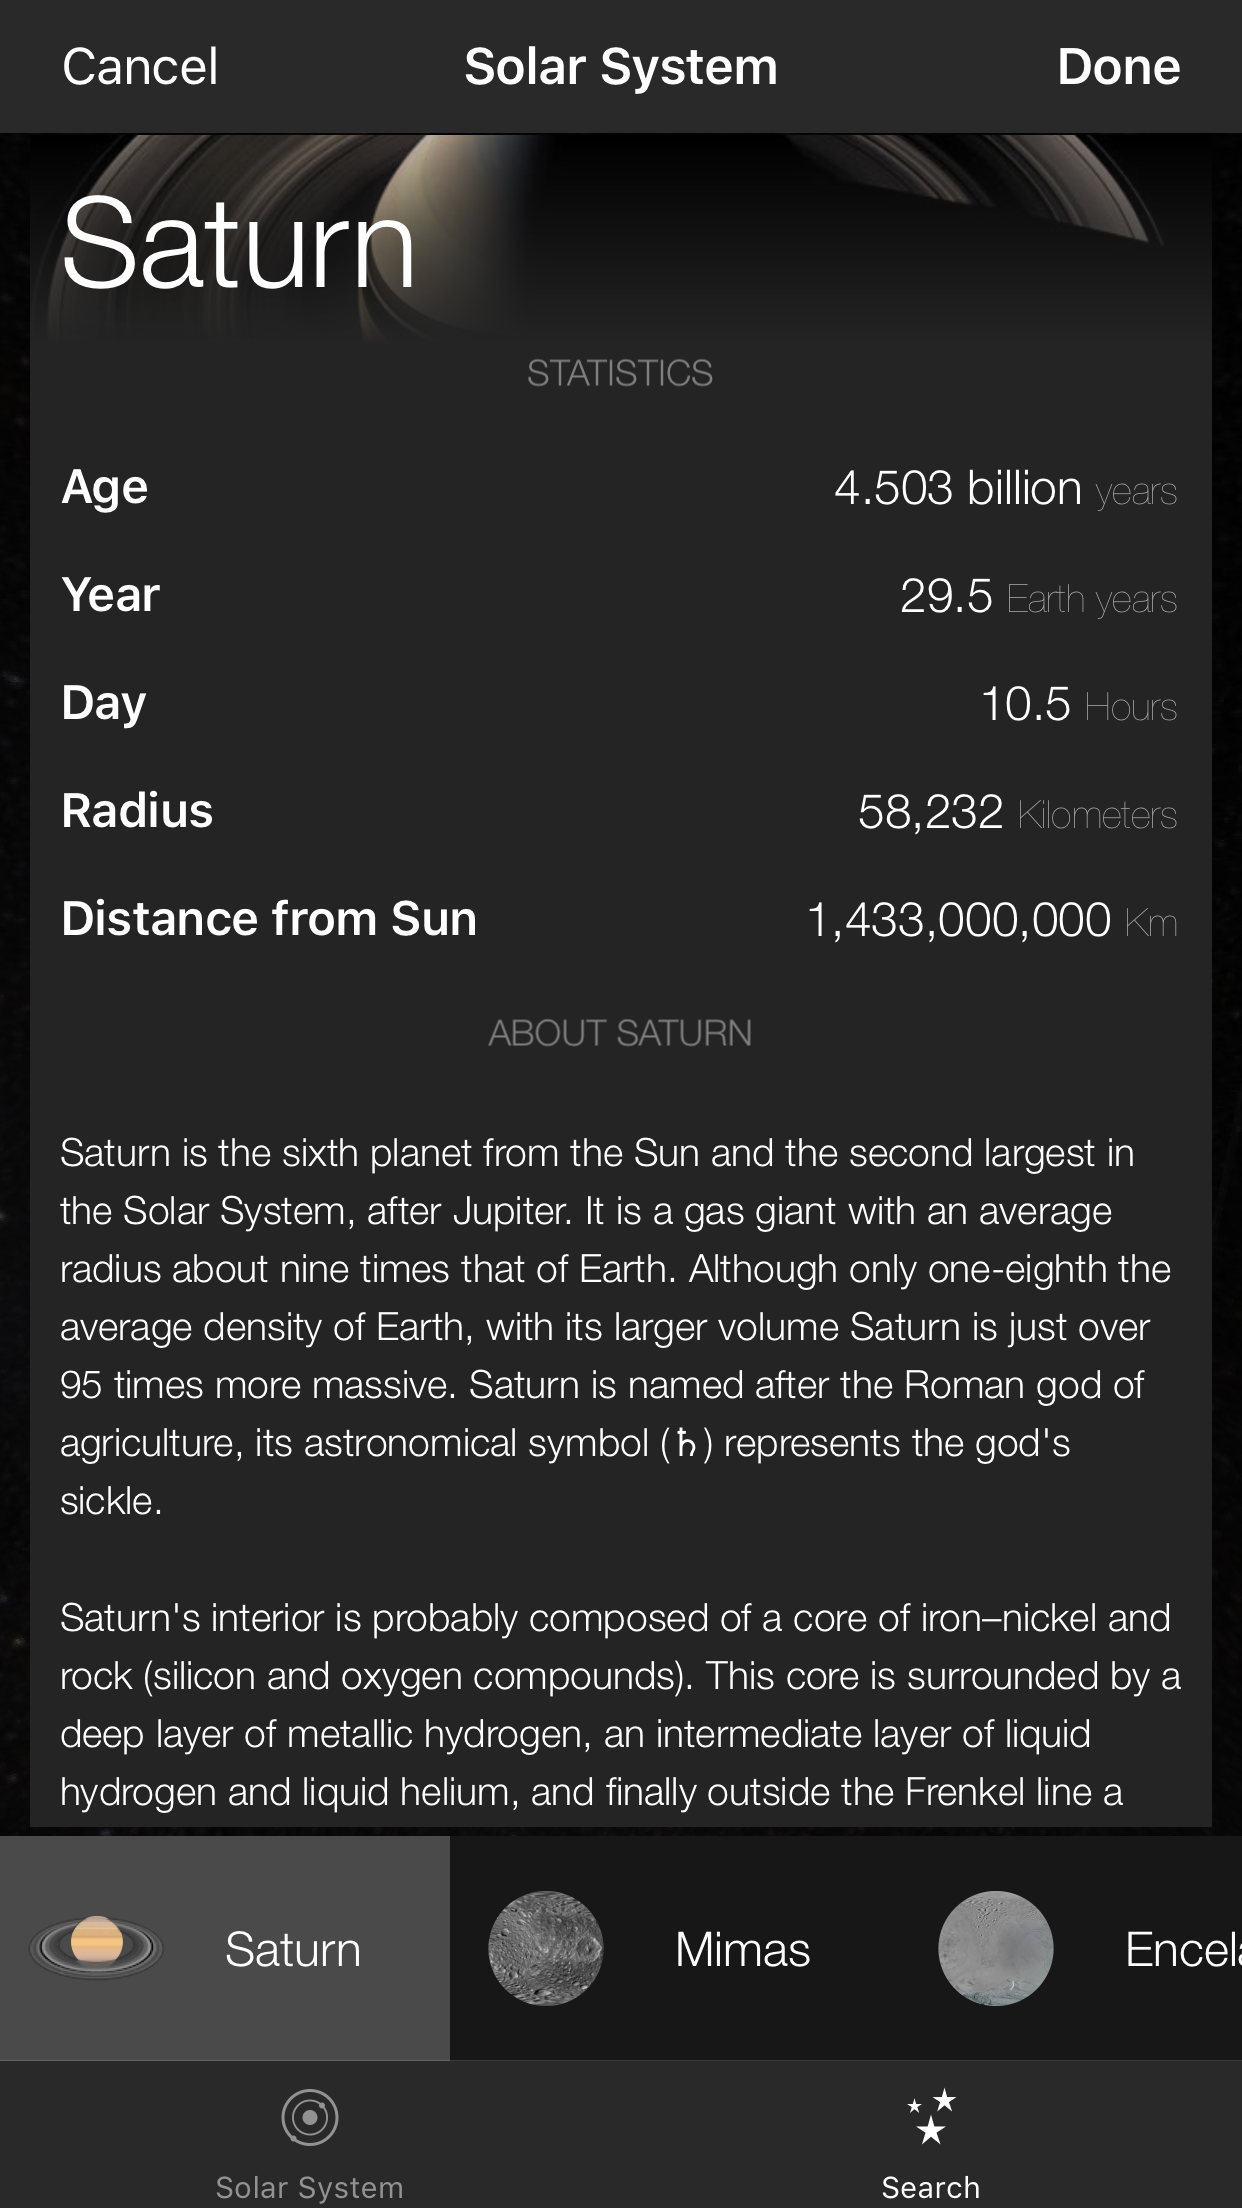 Cancel Solar System Done
Saturn
STATISTICS
Age 4.503 billion years
Year 29.5 Earth years
Day 10.5 Hours
Radius 58,232 Kilometers
Distance from Sun 1,433,000,000 Km
ABOUT SATURN
Saturn is the sixth planet from the Sun and the second largest in
the Solar System, after Jupiter. It is a gas giant with an average
radius about nine times that of Earth. Although only one-eighth the
average density of Earth, with its larger volume Saturn is just over
95 times more massive. Saturn is named after the Roman god of
agriculture, its astronomical symbol (♄) represents the god's
sickle.
Saturn's interior is probably composed of a core of iron–nickel and
rock (silicon and oxygen compounds). This core is surrounded by a
deep layer of metallic hydrogen, an intermediate layer of liquid
hydrogen and liquid helium, and finally outside the Frenkel line a
Saturn Mimas
Solar System Search